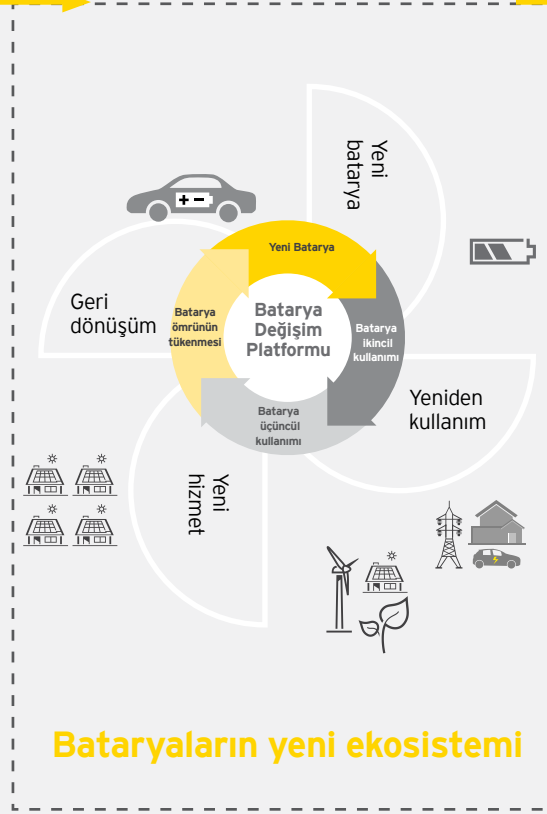 Yeni
batarya
Yeni Batarya
Geri
dönüşüm
Batarya
ömrünün
tükenmesi
Batarya
Değişim
Platformu
Batarya
ikincil
kullanımı
Yeniden
kullanım
Batarya
üçüncül
kullanımı
Yeni
hizmet
Bataryaların yeni ekosistemi